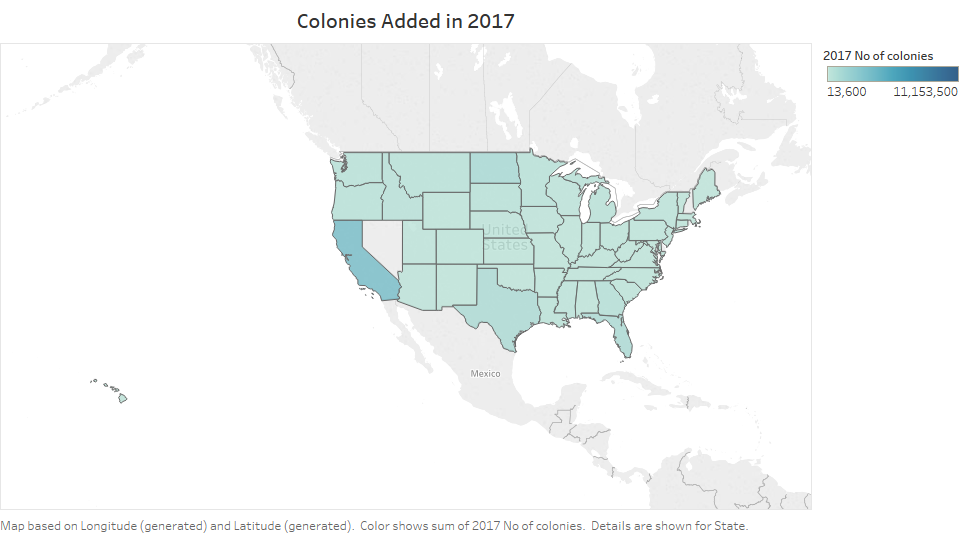 Colonies Added in 2017
2017 No of colonies
13,600 11,153,500
United
States
Mexico
Map based on Longitude (generated) and Latitude (generated). Color shows sum of 2017 No of colonies. Details are shown for State.